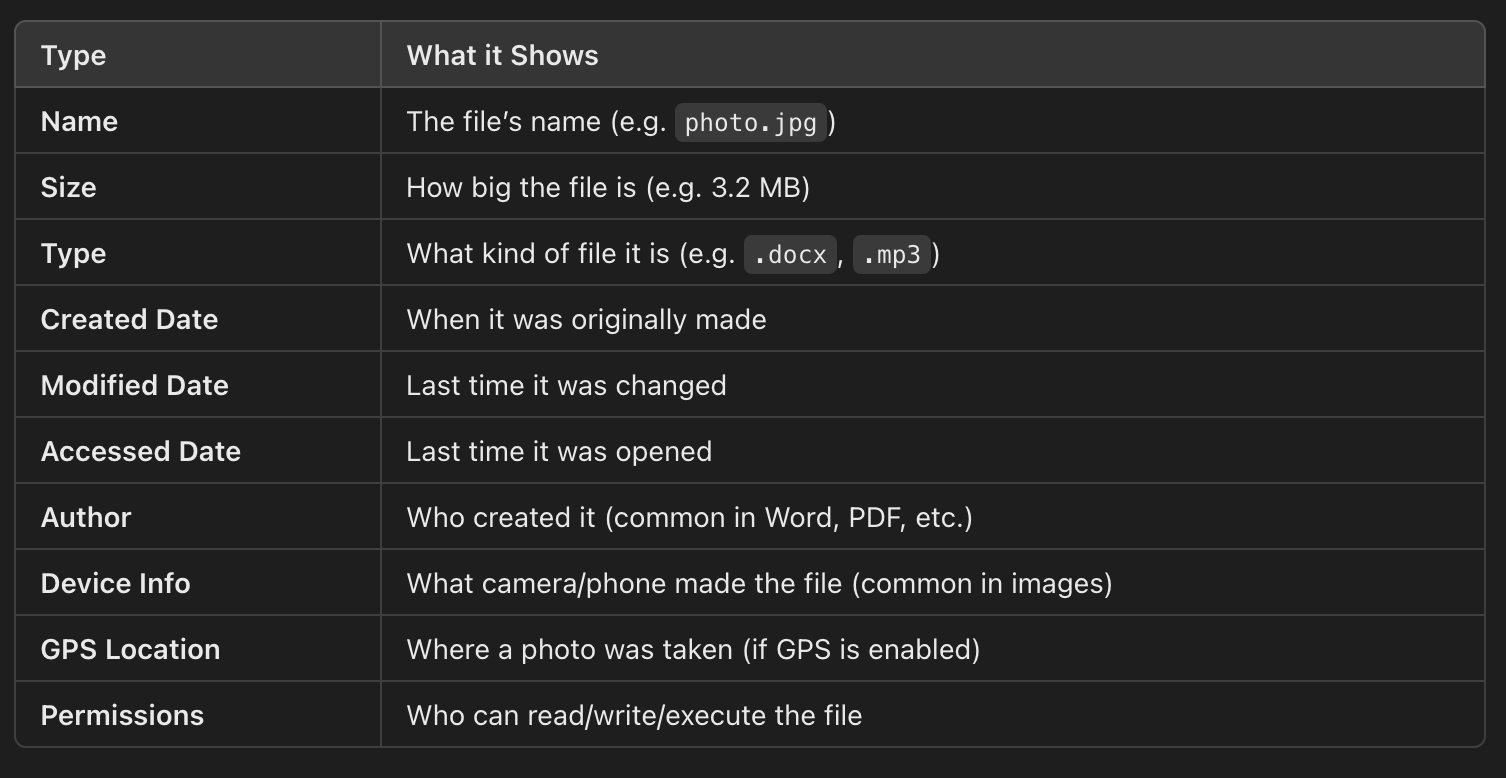 Type What it Shows
Name The file’s name (e.g. photo.jpg)
Size How big the file is (e.g. 3.2 MB)
Type What kind of file it is (e.g. .docx, .mp3)
Created Date When it was originally made
Modified Date Last time it was changed
Accessed Date Last time it was opened
Author Who created it (common in Word, PDF, etc.)
Device Info What camera/phone made the file (common in images)
GPS Location Where a photo was taken (if GPS is enabled)
Permissions Who can read/write/execute the file